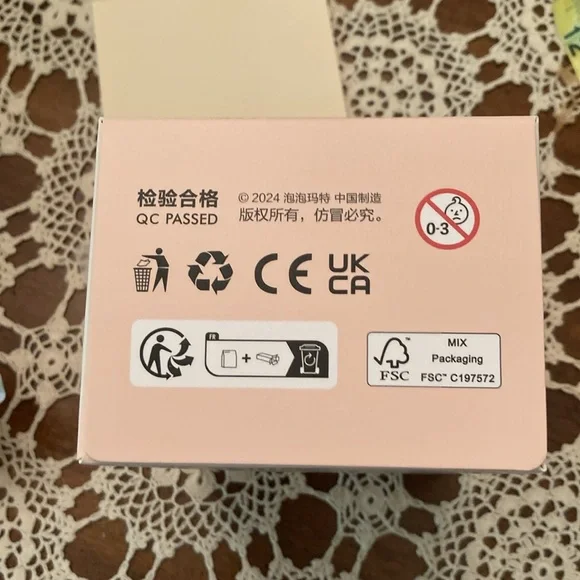 检验合格
QC PASSED
© 2024 泡泡玛特 中国制造
版权所有，仿冒必究。
0-3
CE
UK
CA
FR
+
FSC™
MIX
Packaging
FSC™ C197572